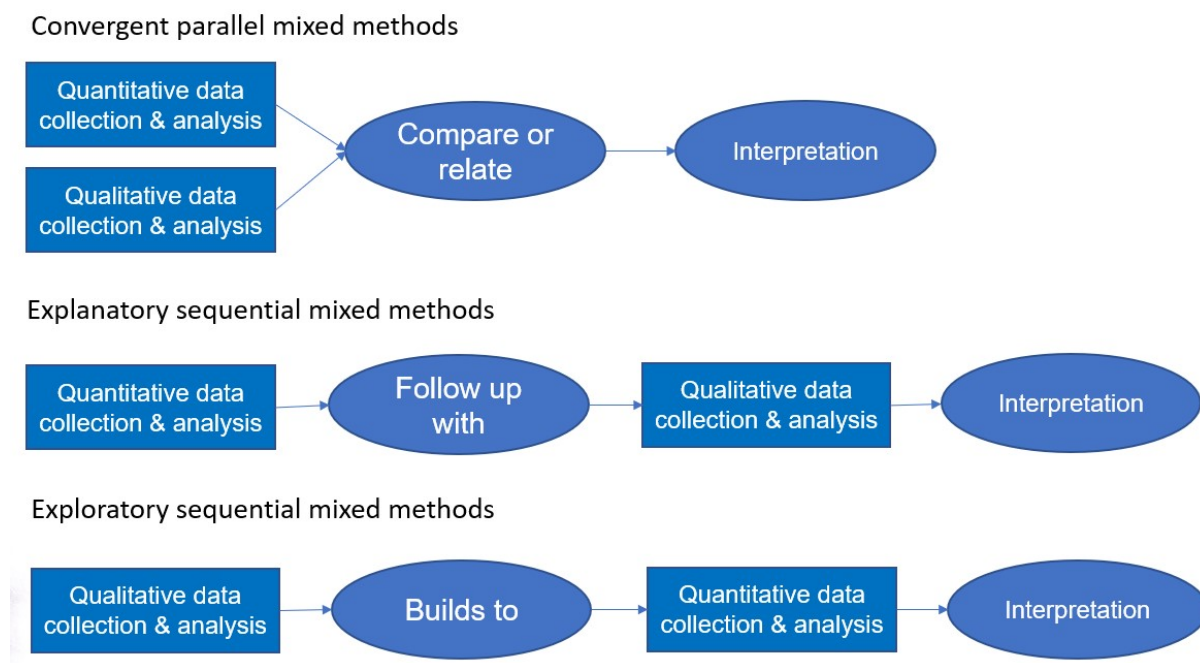 Convergent parallel mixed methods
Quantitative data
collection & analysis
Qualitative data
collection & analysis
Compare or
relate
Interpretation
Explanatory sequential mixed methods
Quantitative data
collection & analysis
Follow up
with
Qualitative data
collection & analysis
Interpretation
Exploratory sequential mixed methods
Qualitative data
collection & analysis
Builds to
Quantitative data
collection & analysis
Interpretation